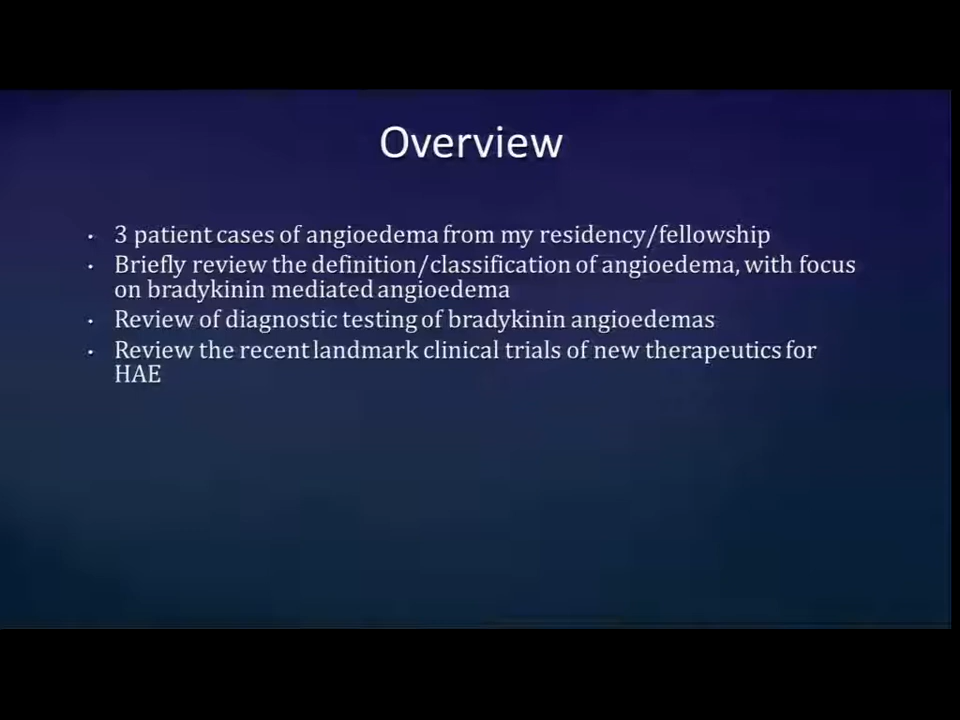 Overview
• 3 patient cases of angioedema from my residency/fellowship
• Briefly review the definition/classification of angioedema, with focus
on bradykinin mediated angioedema
• Review of diagnostic testing of bradykinin angioedemas
• Review the recent landmark clinical trials of new therapeutics for
HAE